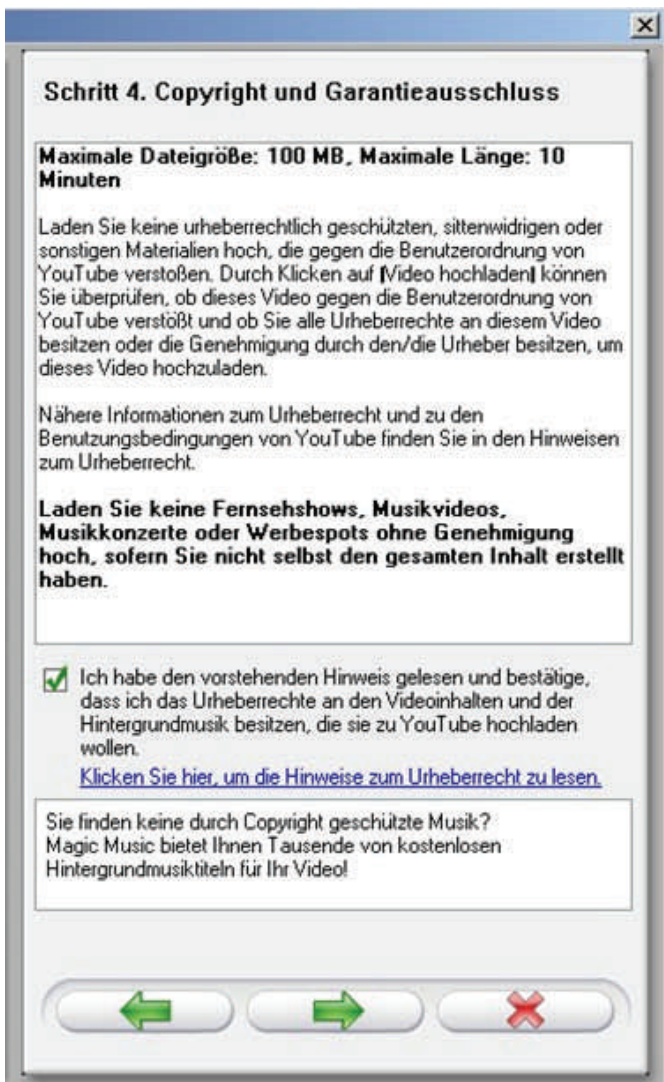 Schritt 4. Copyright und Garantieausschluss
Maximale Dateigröße: 100 MB, Maximale Länge: 10
Minuten
Laden Sie keine urheberrechtlich geschützten, sittenwidrigen oder
sonstigen Materialien hoch, die gegen die Benutzerordnung von
YouTube verstoßen. Durch Klicken auf |Video hochladen| können
Sie überprüfen, ob dieses Video gegen die Benutzerordnung von
YouTube verstößt und ob Sie alle Urheberrechte an diesem Video
besitzen oder die Genehmigung durch den/die Urheber besitzen, um
dieses Video hochzuladen.
Nähere Informationen zum Urheberrecht und zu den
Benutzungsbedingungen von YouTube finden Sie in den Hinweisen
zum Urheberrecht.
Laden Sie keine Fernsehshows, Musikvideos,
Musikkonzerte oder Werbespots ohne Genehmigung
hoch, sofern Sie nicht selbst den gesamten Inhalt erstellt
haben.
Ich habe den vorstehenden Hinweis gelesen und bestätige,
dass ich das Urheberrechte an den Videoinhalten und der
Hintergrundmusik besitzen, die sie zu YouTube hochladen
wollen.
Klicken Sie hier, um die Hinweise zum Urheberrecht zu lesen.
Sie finden keine durch Copyright geschützte Musik?
Magic Music bietet Ihnen Tausende von kostenlosen
Hintergrundmusiktiteln für Ihr Video!